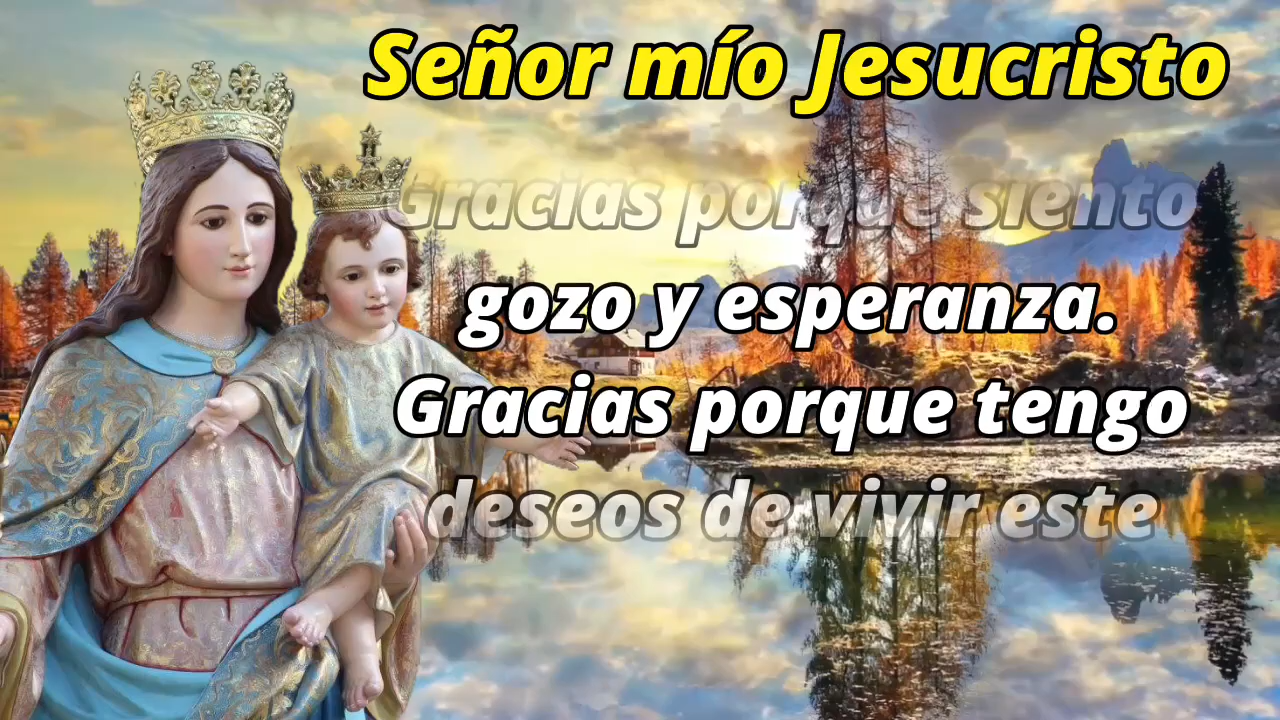 Señor mío Jesucristo
Gracias porque siento
gozo y esperanza.
Gracias porque tengo
deseos de vivir este